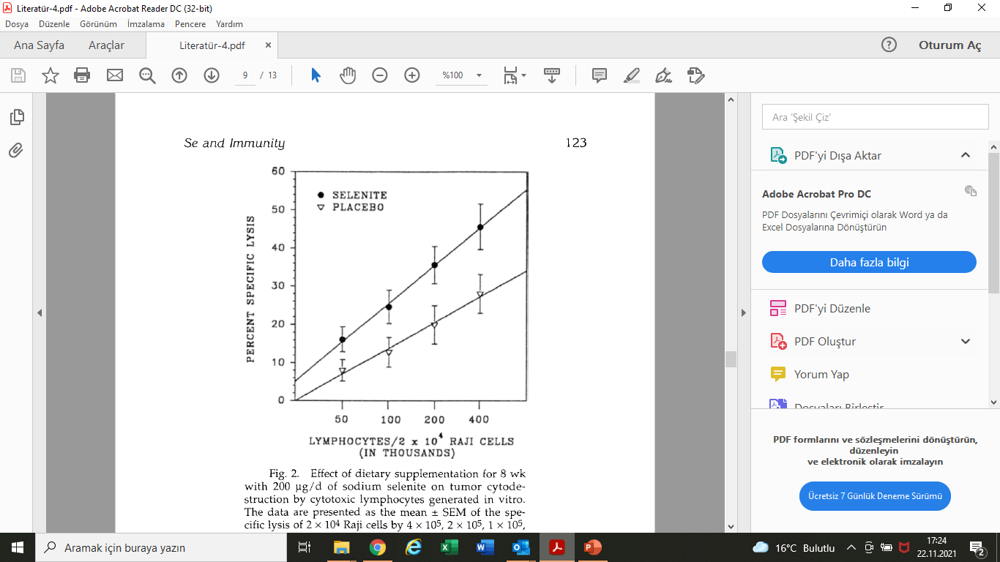 Literatür-4.pdf - Adobe Acrobat Reader DC (32-bit)
Dosya Düzenle Görünüm İmzalama Pencere Yardım
Ana Sayfa Araçlar Literatür-4.pdf × Oturum Aç
9 / 13 %100
Ara 'Şekil Çiz'
PDF'yi Dışa Aktar
Adobe Acrobat Pro DC
PDF Dosyalarını Çevrimiçi olarak Word ya da
Excel Dosyalarına Dönüştürün
Daha fazla bilgi
PDF'yi Düzenle
PDF Oluştur
Yorum Yap
Dosyaları Birleştir
PDF formlarını ve sözleşmelerini dönüştürün,
düzenleyin
ve elektronik olarak imzalayın
Ücretsiz 7 Günlük Deneme Sürümü
Se and Immunity 123
PERCENT SPECIFIC LYSIS
60
50
40
30
20
10
0
SELENITE
PLACEBO
50 100 200 400
LYMPHOCYTES/2 x 10⁴ RAJI CELLS
(IN THOUSANDS)
Fig. 2. Effect of dietary supplementation for 8 wk
with 200 µg/d of sodium selenite on tumor cytode-
struction by cytotoxic lymphocytes generated in vitro.
The data are presented as the mean ± SEM of the spe-
cific lysis of 2 × 10⁴ Raji cells by 4 × 10⁵, 2 × 10⁵, 1 × 10⁵,
Aramak için buraya yazın
16°C Bulutlu
17:24
22.11.2021
2